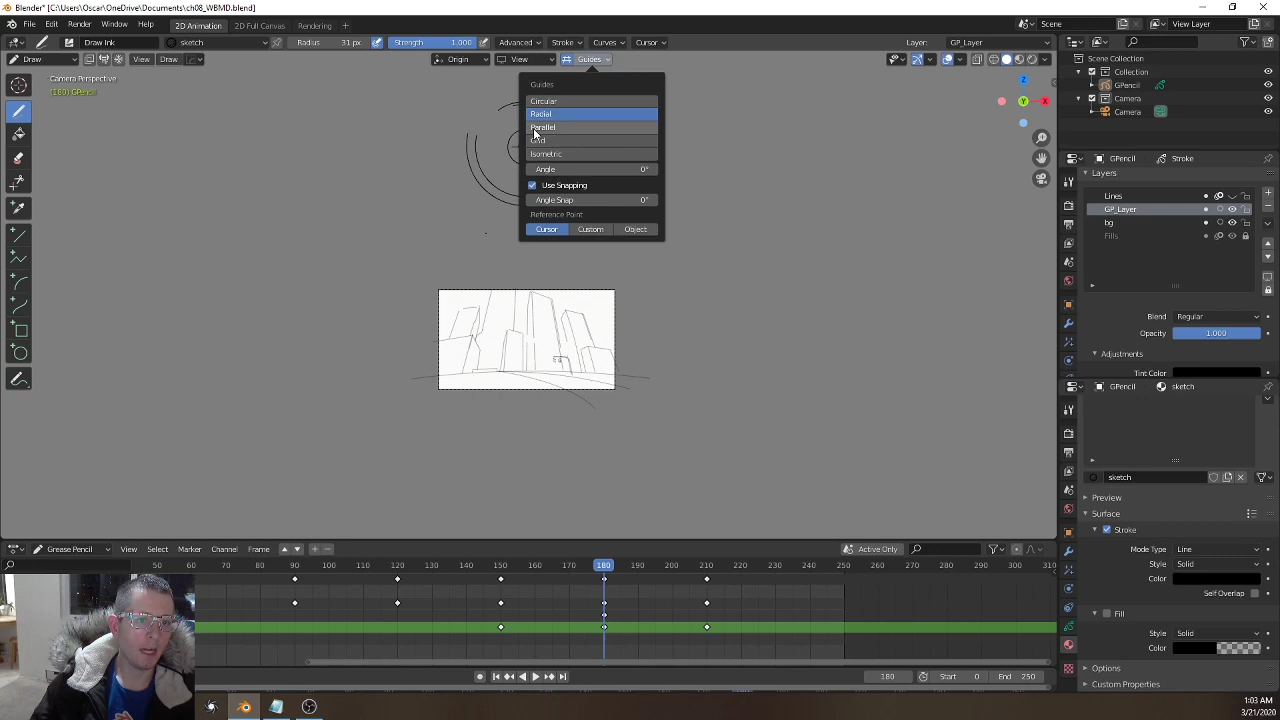 Blender* [C:\Users\Oscar\OneDrive\Documents\ch08_WBMD.blend]
File Edit Render Window Help 2D Animation 2D Full Canvas Rendering Scene View Layer
Draw Ink sketch Radius 31 px Strength 1.000 Advanced Stroke Curves Cursor Layer: GP_Layer
Draw View Draw Origin View Guides
Camera Perspective
(180) GPencil
Guides
Circular
Radial
Parallel
Grid
Isometric
Angle 0°
Use Snapping
Angle Snap 0°
Reference Point
Cursor Custom Object
Z
Y
X
Scene Collection
Collection
GPencil
Camera
Camera
GPencil Stroke
Layers
Lines
GP_Layer
bg
Fills
Blend Regular
Opacity 1.000
Adjustments
Tint Color
GPencil sketch
sketch
Preview
Surface
Stroke
Mode Type Line
Style Solid
Color
Self Overlap
Fill
Style Solid
Color
Options
Custom Properties
Grease Pencil View Select Marker Channel Frame Active Only
50 60 70 80 90 100 110 120 130 140 150 160 170 180 190 200 210 220 230 240 250 260 270 280 290 300 310
180 Start 0 End 250
1:03 AM
3/21/2020